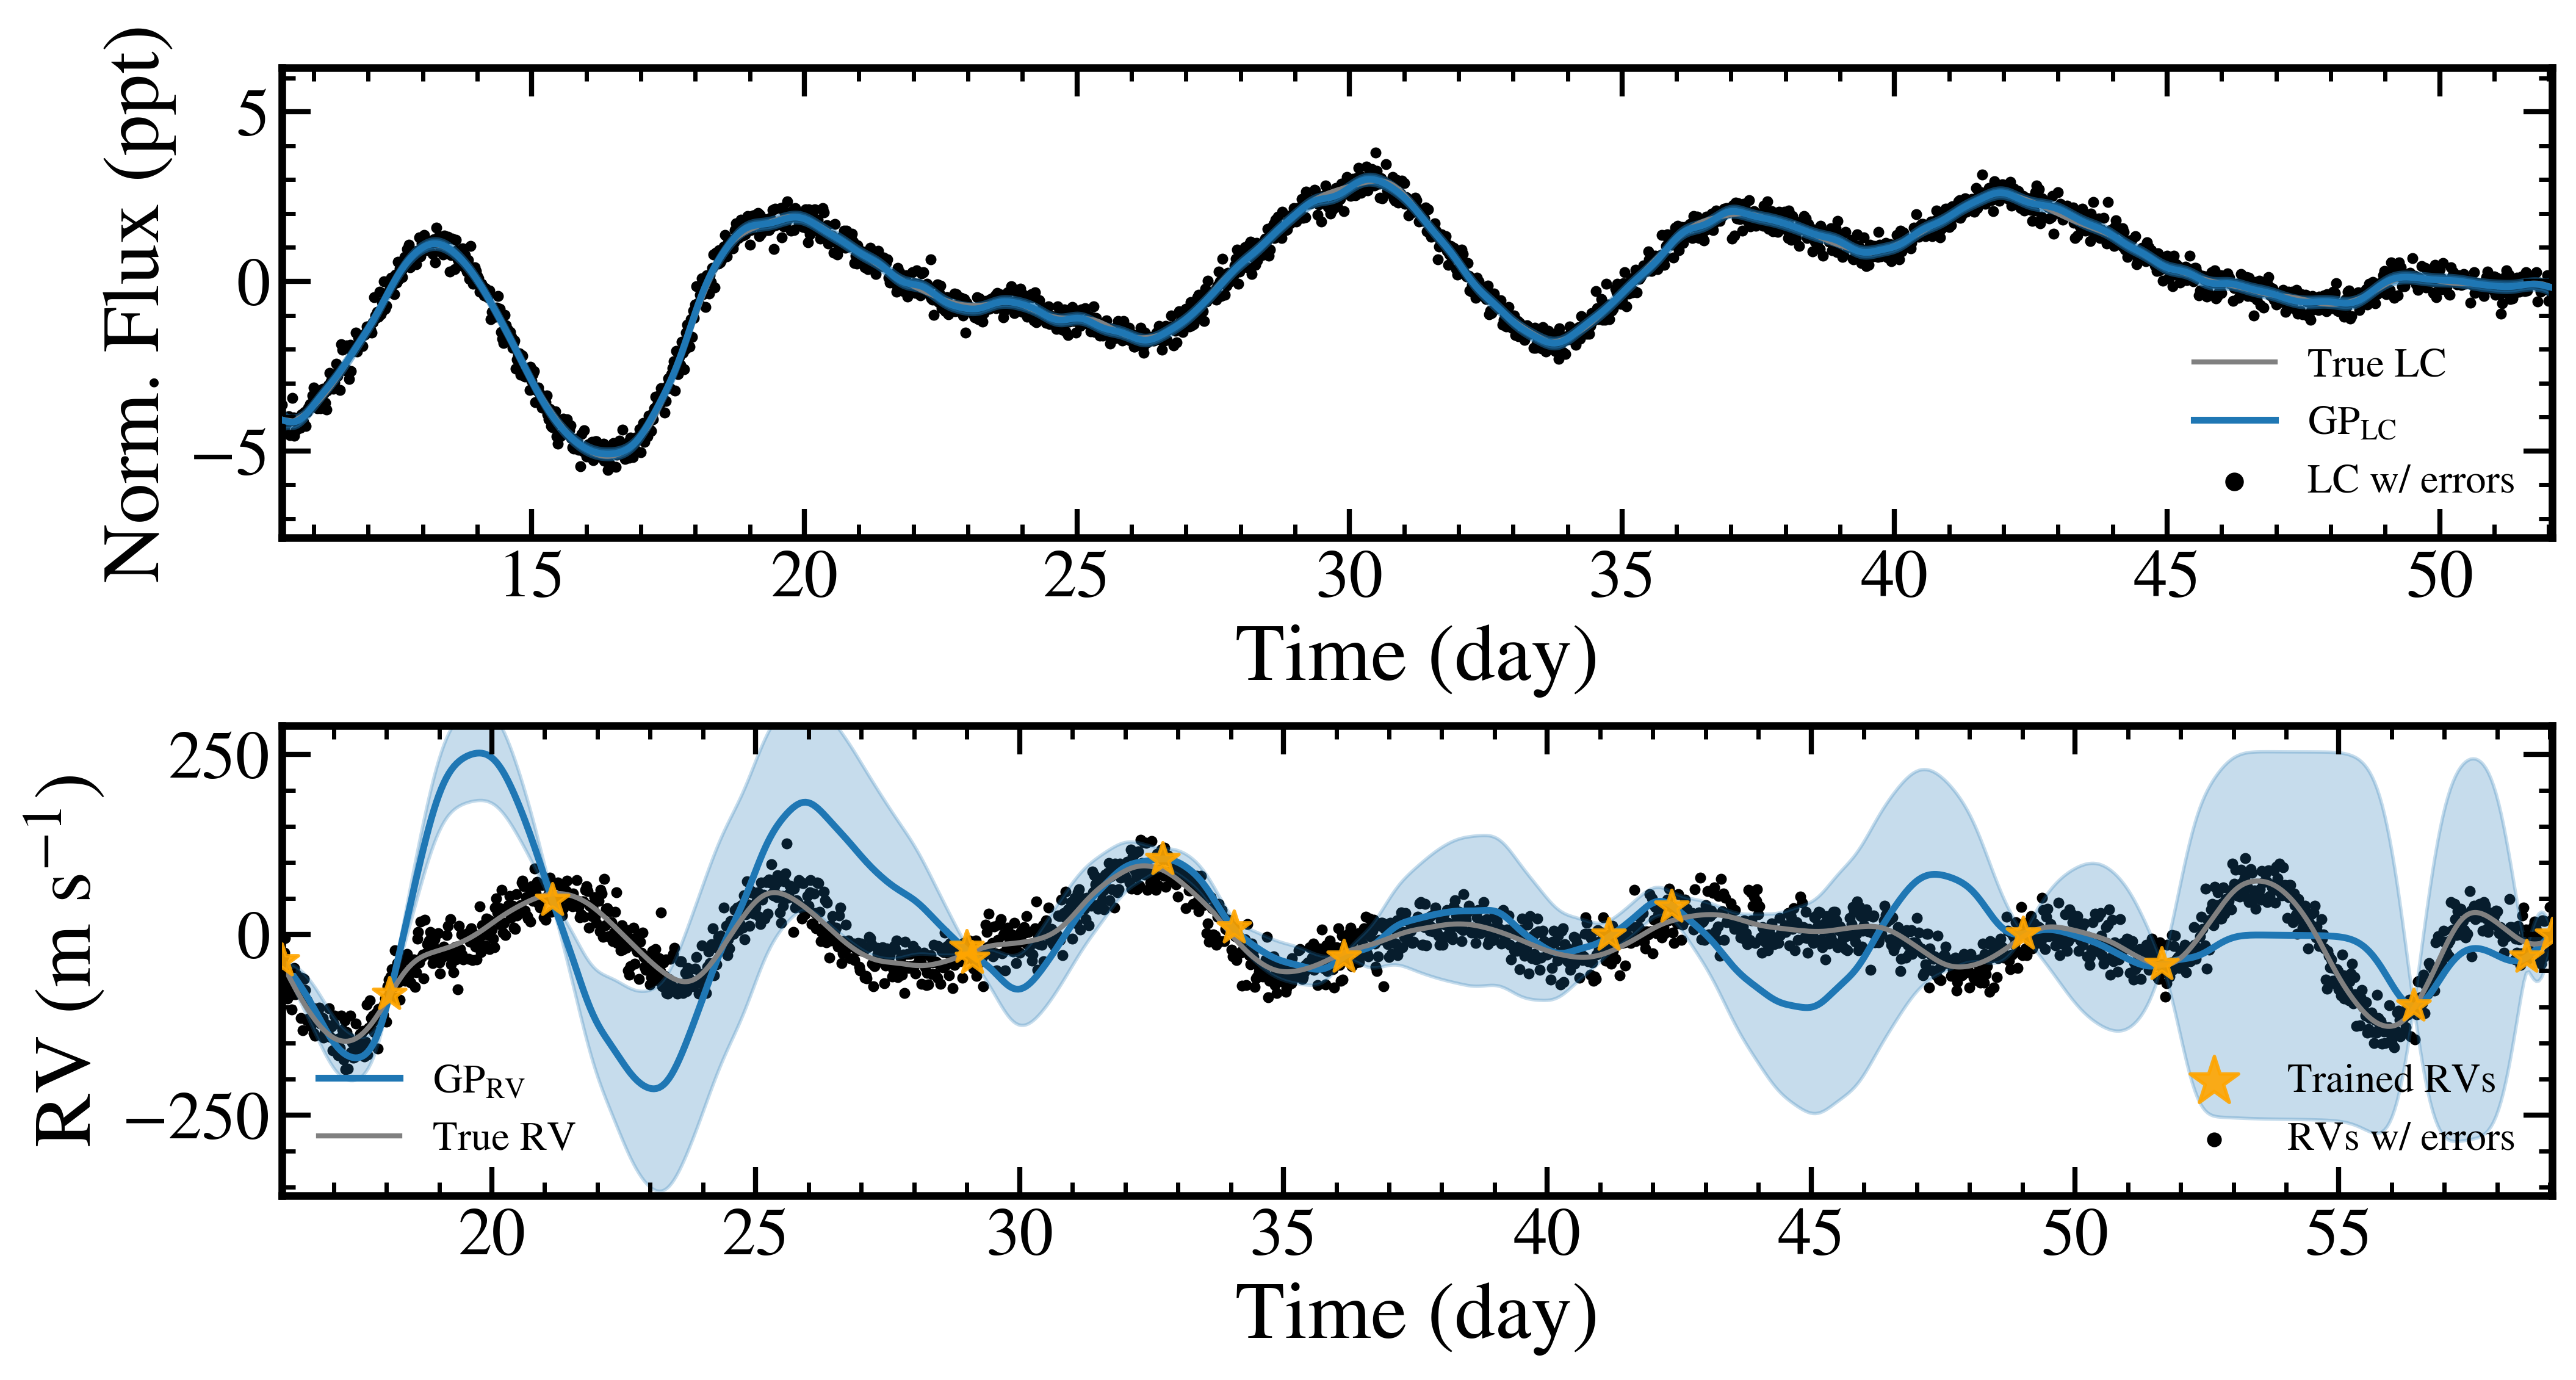 Norm. Flux (ppt)
5
0
−5
True LC
GP_LC
LC w/ errors
15 20 25 30 35 40 45 50
Time (day)
RV (m s⁻¹)
250
0
−250
GP_RV
True RV
Trained RVs
RVs w/ errors
20 25 30 35 40 45 50 55
Time (day)